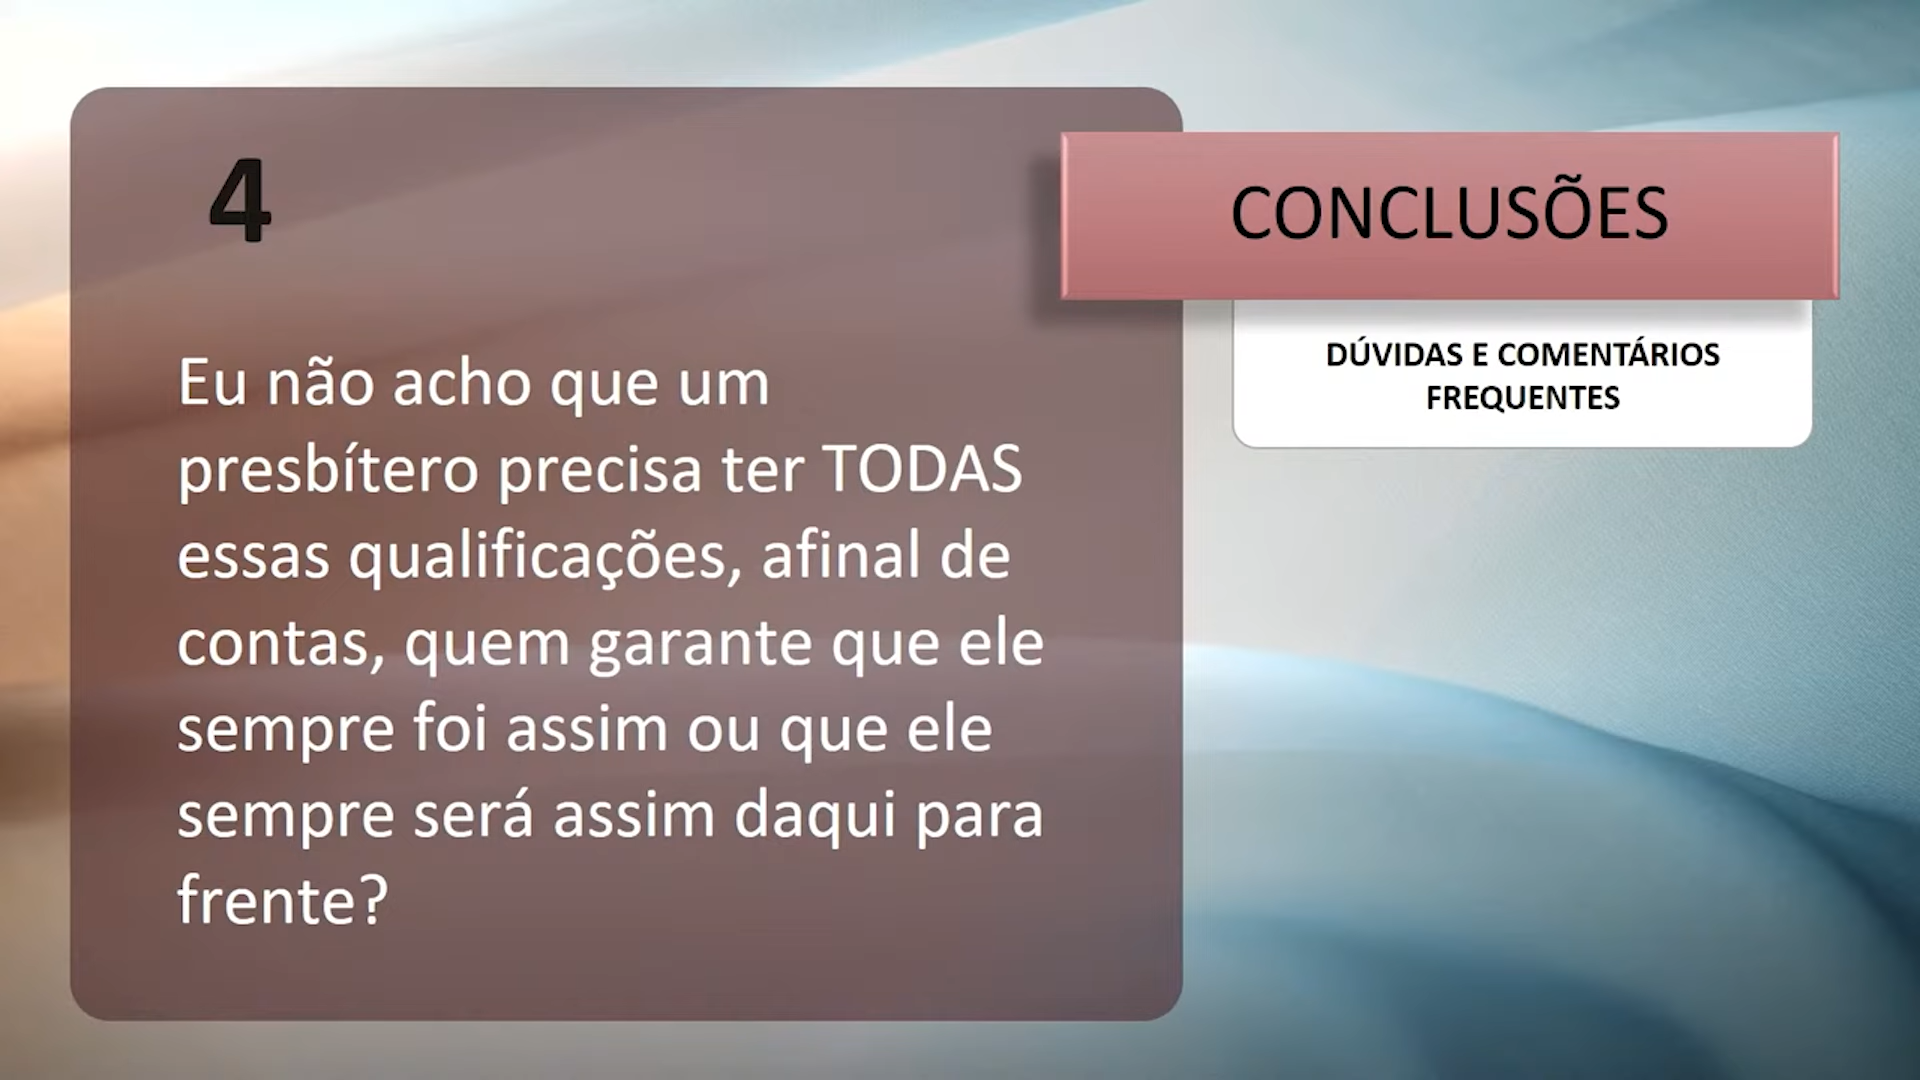 4
Eu não acho que um
presbítero precisa ter TODAS
essas qualificações, afinal de
contas, quem garante que ele
sempre foi assim ou que ele
sempre será assim daqui para
frente?
CONCLUSÕES
DÚVIDAS E COMENTÁRIOS
FREQUENTES